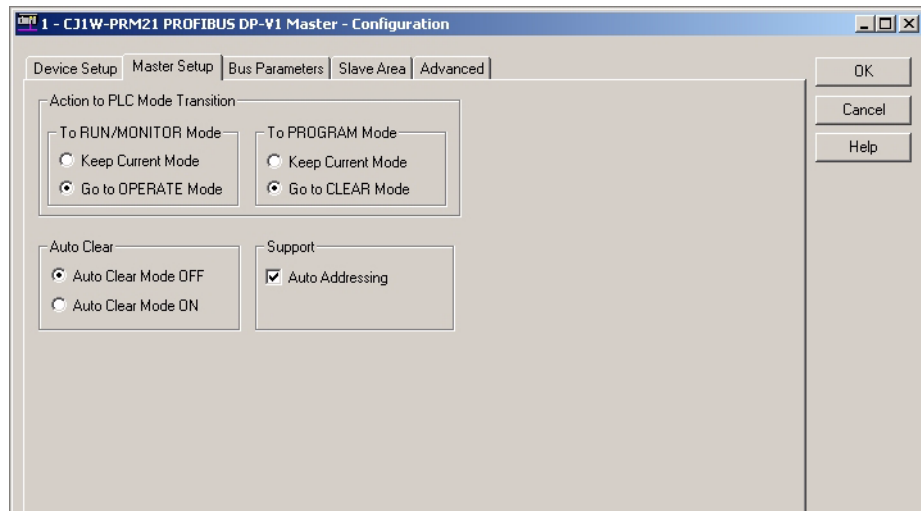 1 - CJ1W-PRM21 PROFIBUS DP-V1 Master - Configuration
Device Setup Master Setup Bus Parameters Slave Area Advanced
OK
Cancel
Help
Action to PLC Mode Transition
To RUN/MONITOR Mode
Keep Current Mode
Go to OPERATE Mode
To PROGRAM Mode
Keep Current Mode
Go to CLEAR Mode
Auto Clear
Auto Clear Mode OFF
Auto Clear Mode ON
Support
Auto Addressing